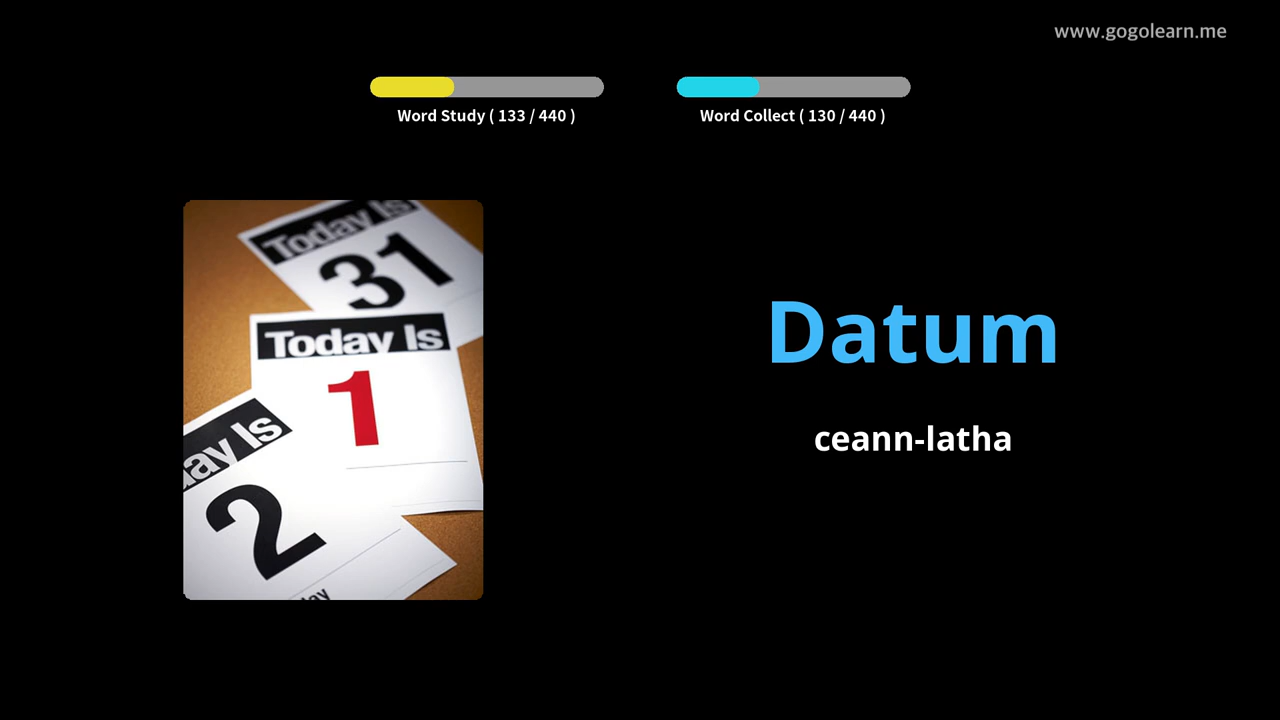 www.gogolearn.me
Word Study ( 133 / 440 )
Word Collect ( 130 / 440 )
Today Is
31
Today Is
1
ay Is
2
Datum
ceann-latha